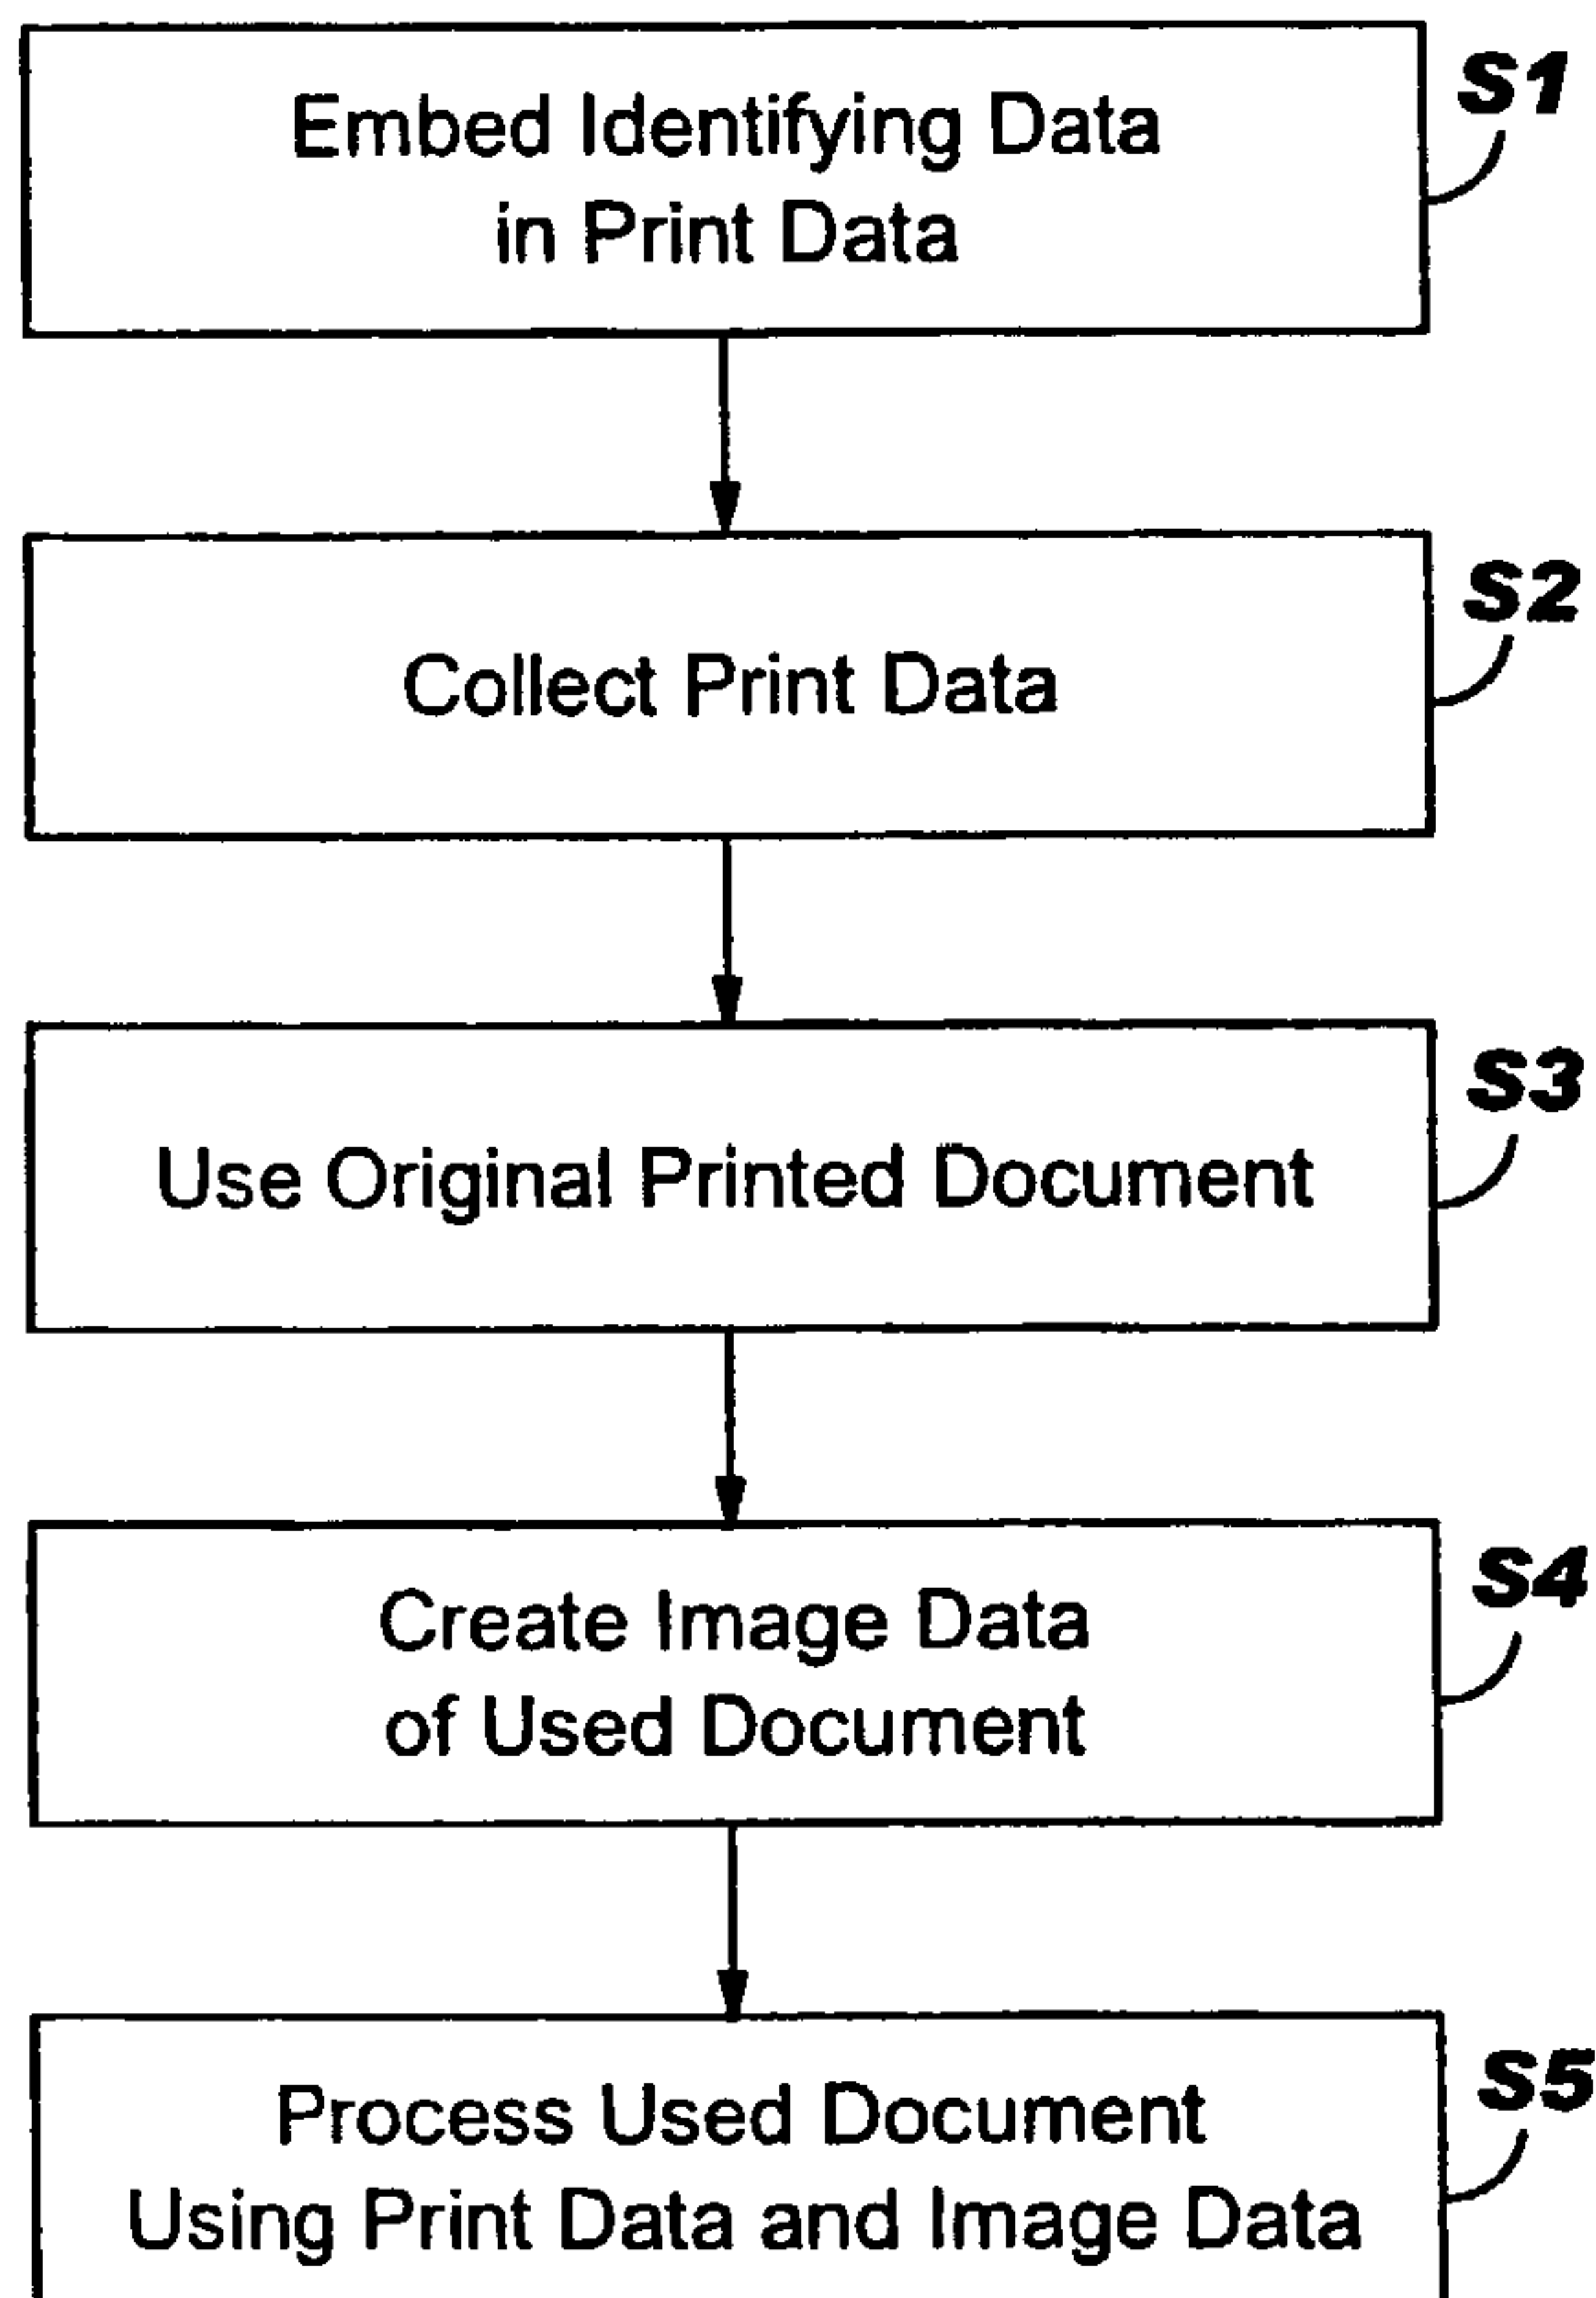 Embed Identifying Data
in Print Data
S1
Collect Print Data
S2
Use Original Printed Document
S3
Create Image Data
of Used Document
S4
Process Used Document
Using Print Data and Image Data
S5